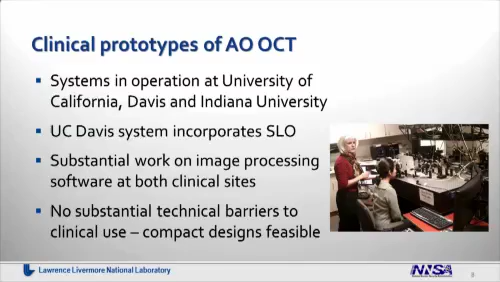 Clinical prototypes of AO OCT
▪ Systems in operation at University of
California, Davis and Indiana University
▪ UC Davis system incorporates SLO
▪ Substantial work on image processing
software at both clinical sites
▪ No substantial technical barriers to
clinical use – compact designs feasible
Lawrence Livermore National Laboratory
NNSA